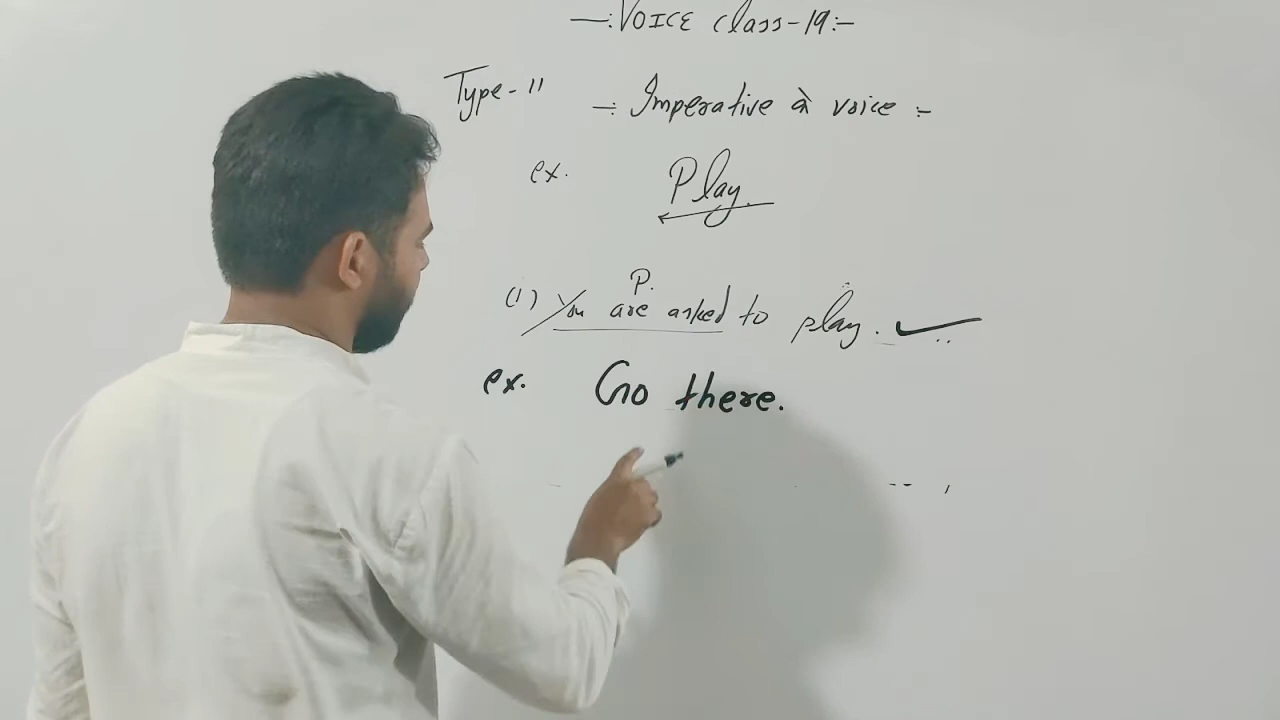 —:VOICE Class-19:-
Type-11 -: Imperative à voice :-
ex. Play.
P.
(1) You are asked to play.
ex. Go there.